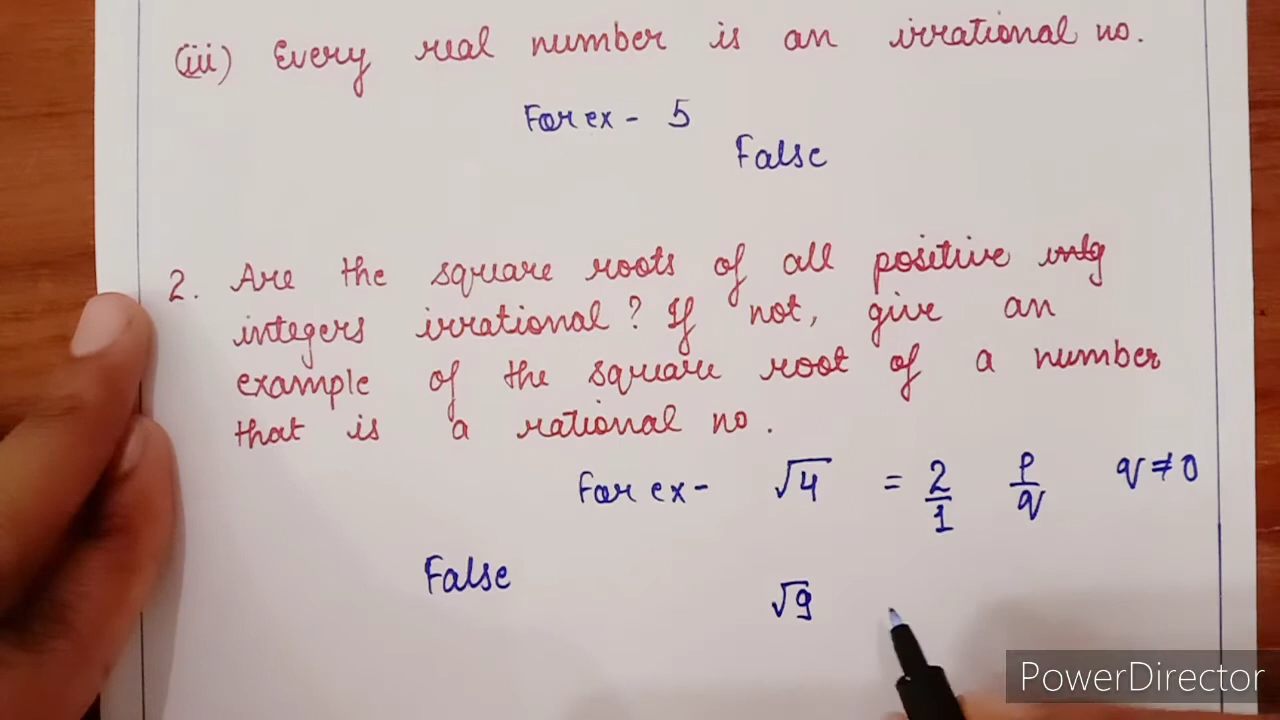 (iii) Every real number is an irrational no.
For ex - 5
False
2. Are the square roots of all positive
integers irrational? If not, give an
example of the square root of a number
that is a rational no.
For ex - √4 = 2/1 p/q q ≠ 0
False
√9
PowerDirector